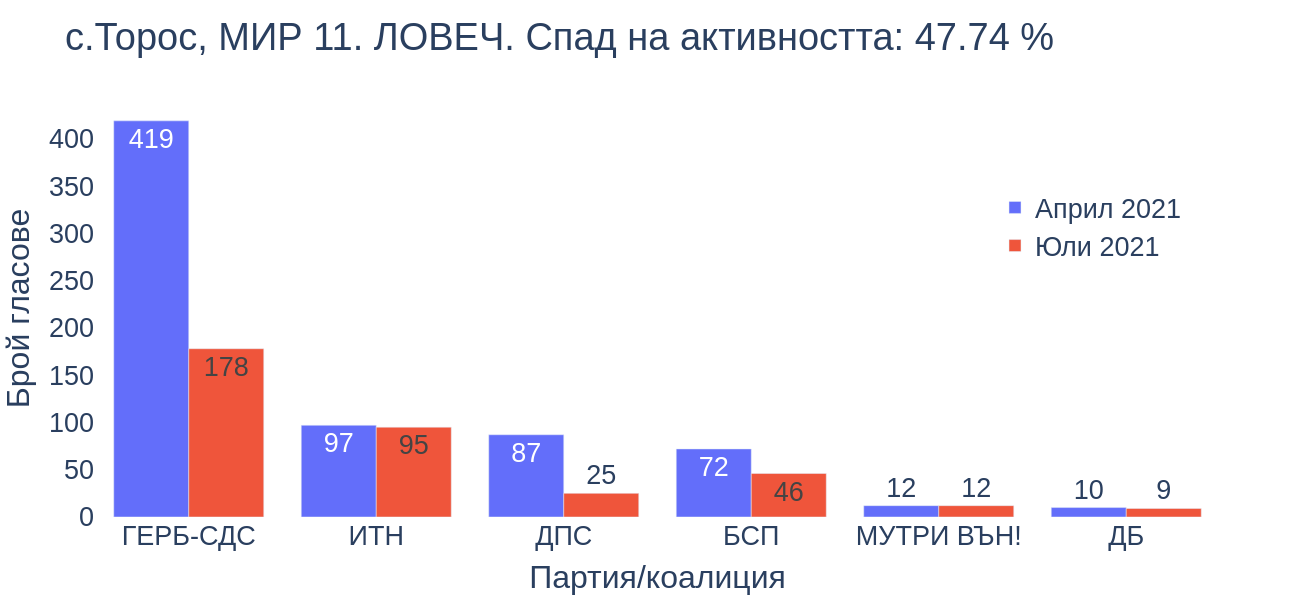 с.Торос, МИР 11. ЛОВЕЧ. Спад на активността: 47.74 %
Брой гласове
400
350
300
250
200
150
100
50
0
419
178
97
95
87
25
72
46
12
12
10
9
Април 2021
Юли 2021
ГЕРБ-СДС
ИТН
ДПС
БСП
МУТРИ ВЪН!
ДБ
Партия/коалиция